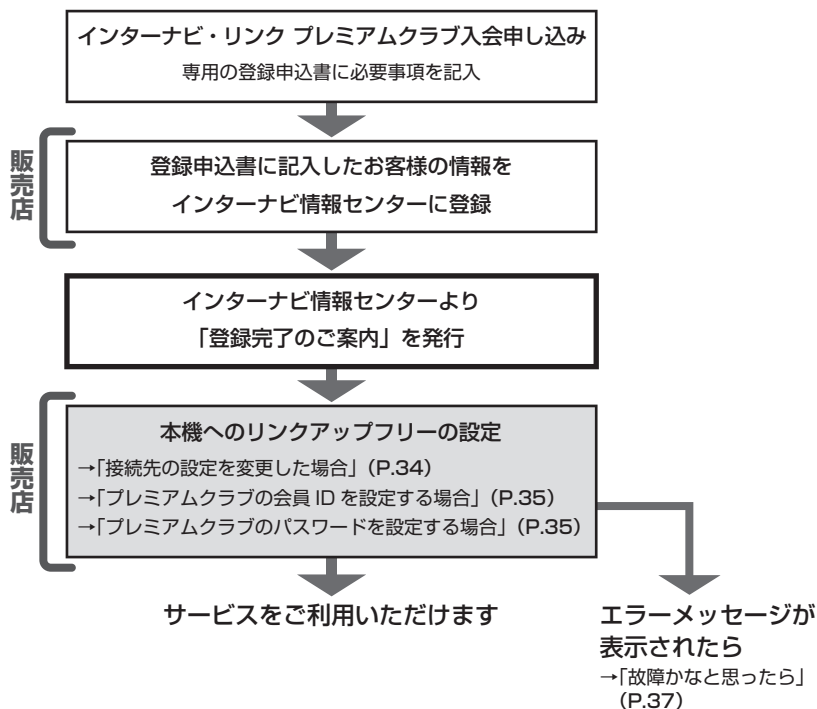 インターナビ・リンク プレミアムクラブ入会申し込み
専用の登録申込書に必要事項を記入
販売店
登録申込書に記入したお客様の情報を
インターナビ情報センターに登録
インターナビ情報センターより
「登録完了のご案内」を発行
販売店
本機へのリンクアップフリーの設定
→「接続先の設定を変更した場合」(P.34)
→「プレミアムクラブの会員 ID を設定する場合」(P.35)
→「プレミアムクラブのパスワードを設定する場合」(P.35)
サービスをご利用いただけます
エラーメッセージが
表示されたら
→「故障かなと思ったら」
(P.37)